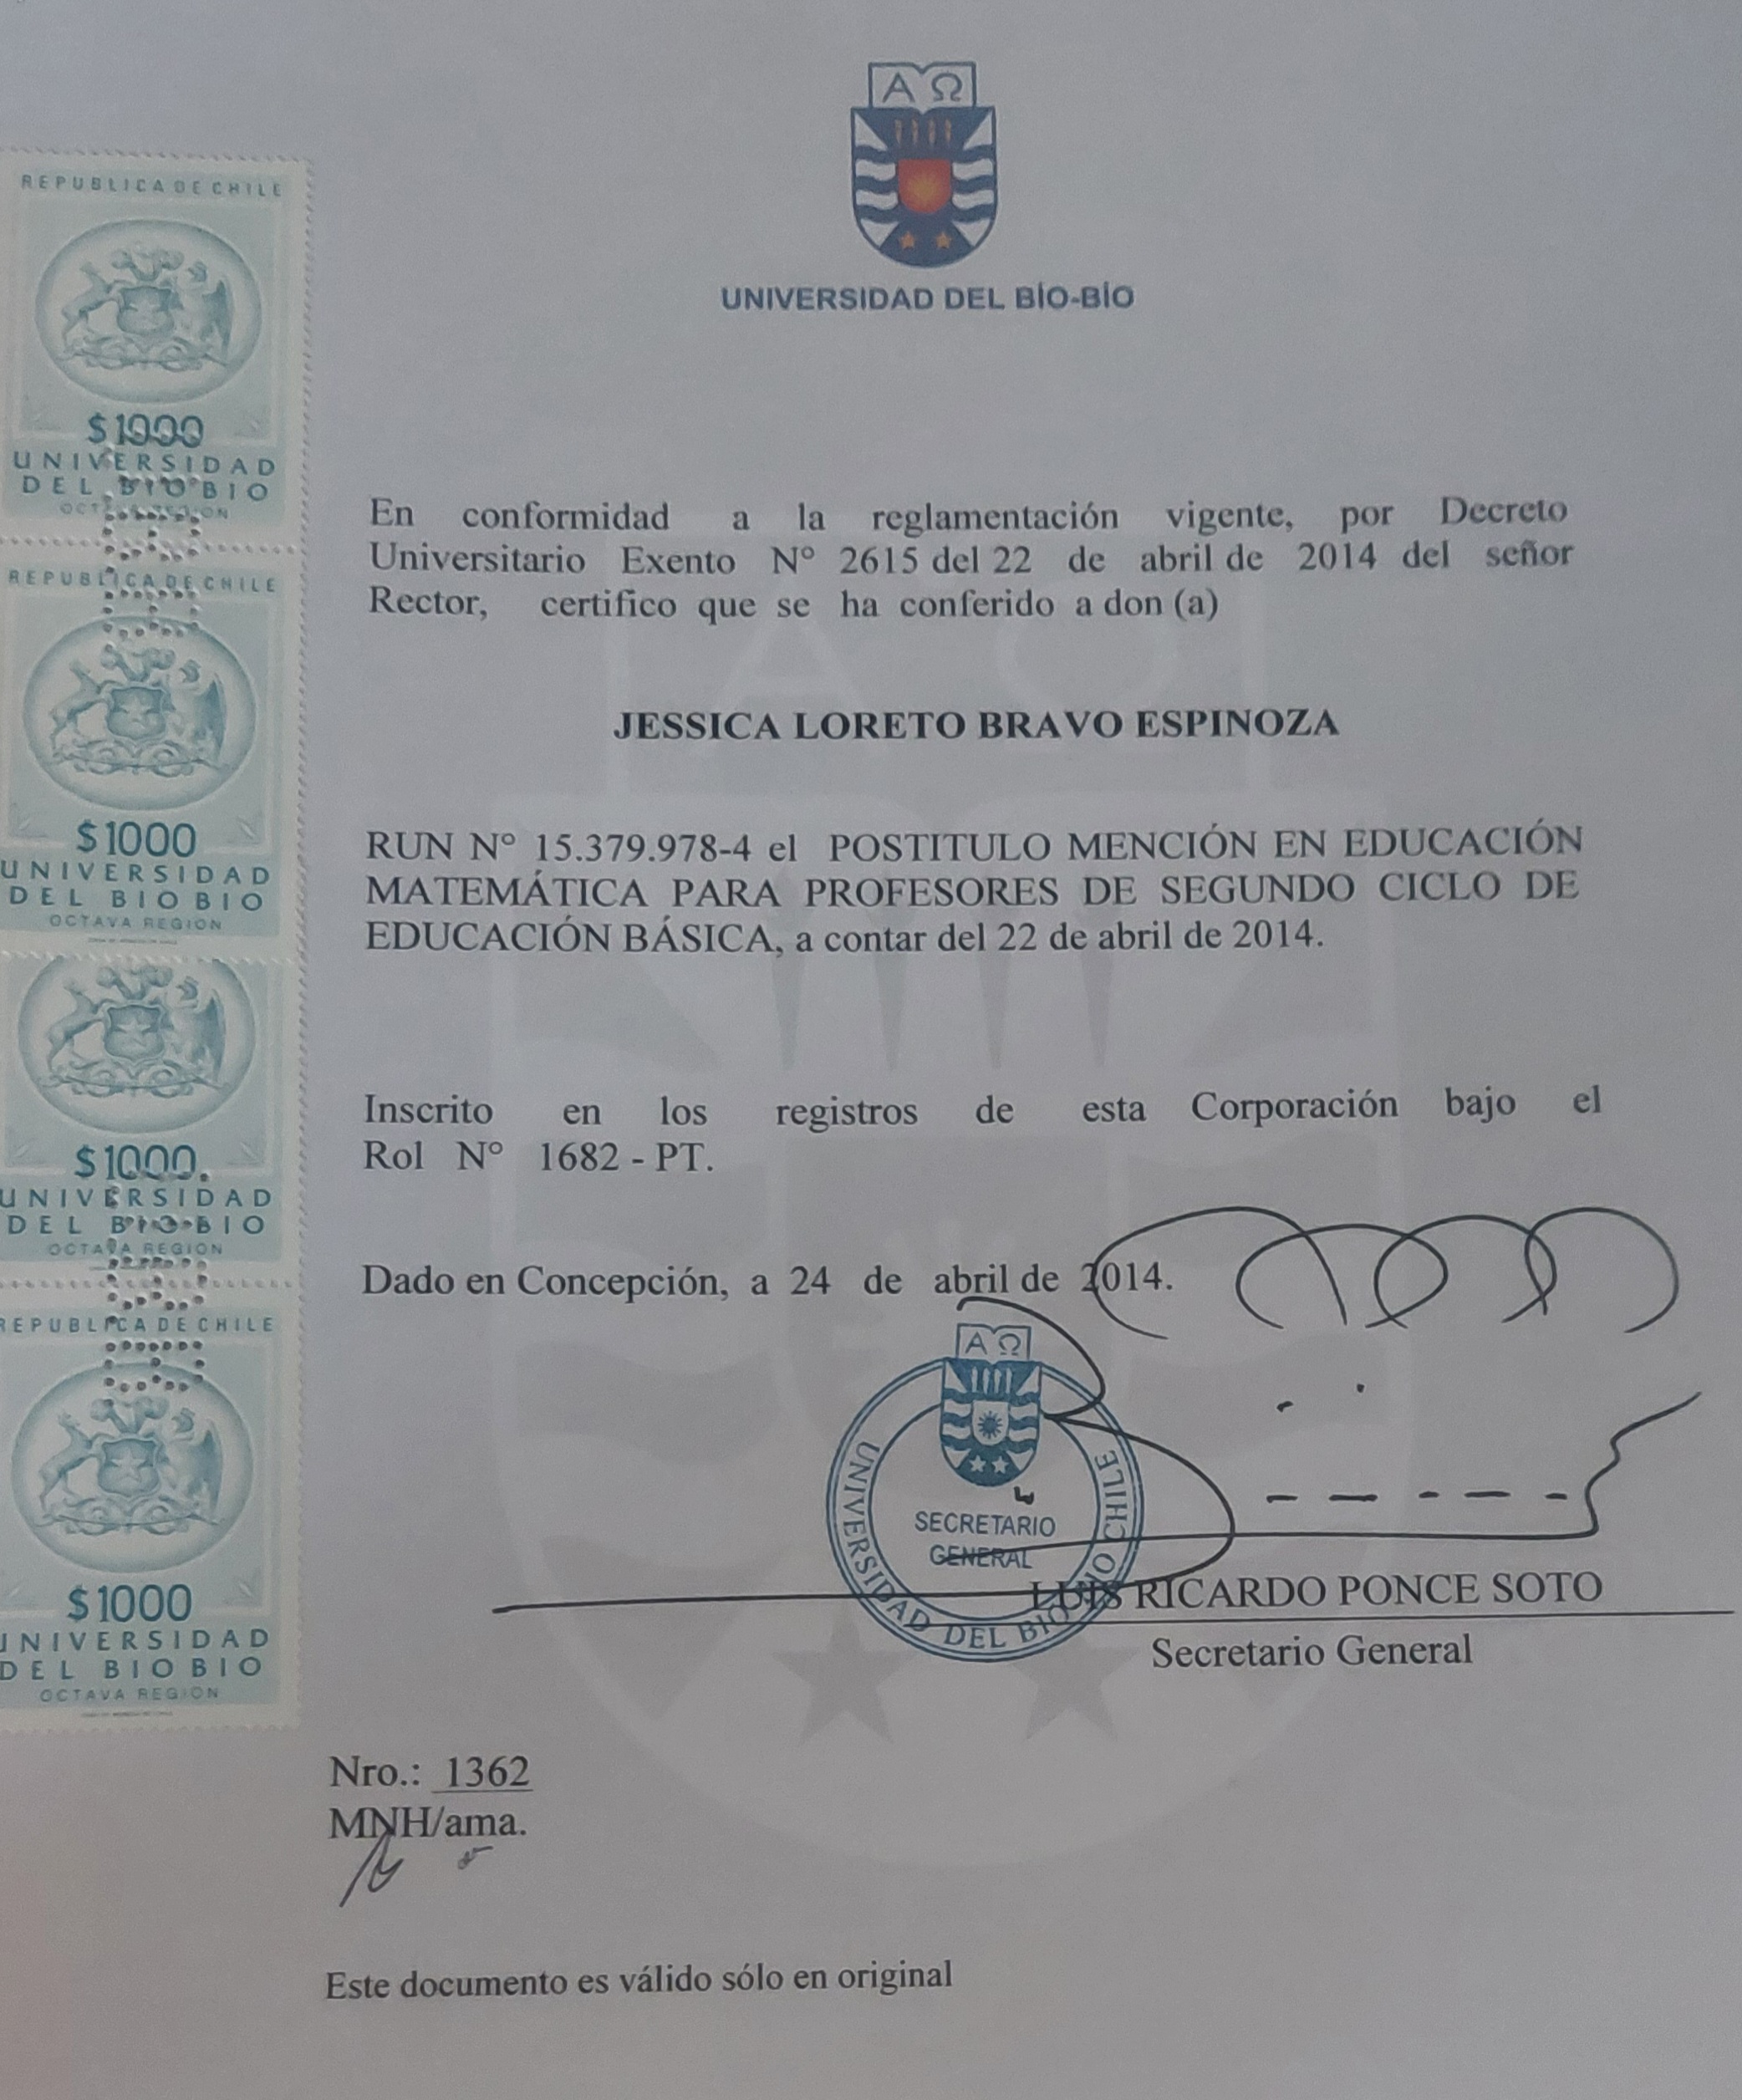 A Ω
UNIVERSIDAD DEL BÍO-BÍO
REPUBLICA DE CHILE
$1000
UNIVERSIDAD
DEL BIO BIO
OCTAVA REGION
REPUBLICA DE CHILE
$1000
UNIVERSIDAD
DEL BIO BIO
OCTAVA REGION
$1000
UNIVERSIDAD
DEL BIO BIO
OCTAVA REGION
REPUBLICA DE CHILE
$1000
UNIVERSIDAD
DEL BIO BIO
OCTAVA REGION
En conformidad a la reglamentación vigente, por Decreto
Universitario Exento N° 2615 del 22 de abril de 2014 del señor
Rector, certifico que se ha conferido a don (a)
JESSICA LORETO BRAVO ESPINOZA
RUN N° 15.379.978-4 el POSTITULO MENCIÓN EN EDUCACIÓN
MATEMÁTICA PARA PROFESORES DE SEGUNDO CICLO DE
EDUCACIÓN BÁSICA, a contar del 22 de abril de 2014.
Inscrito en los registros de esta Corporación bajo el
Rol N° 1682 - PT.
Dado en Concepción, a 24 de abril de 2014.
A Ω
SECRETARIO
GENERAL
UNIVERSIDAD DEL BIO BIO CHILE
LUIS RICARDO PONCE SOTO
Secretario General
Nro.: 1362
MNH/ama.
Este documento es válido sólo en original